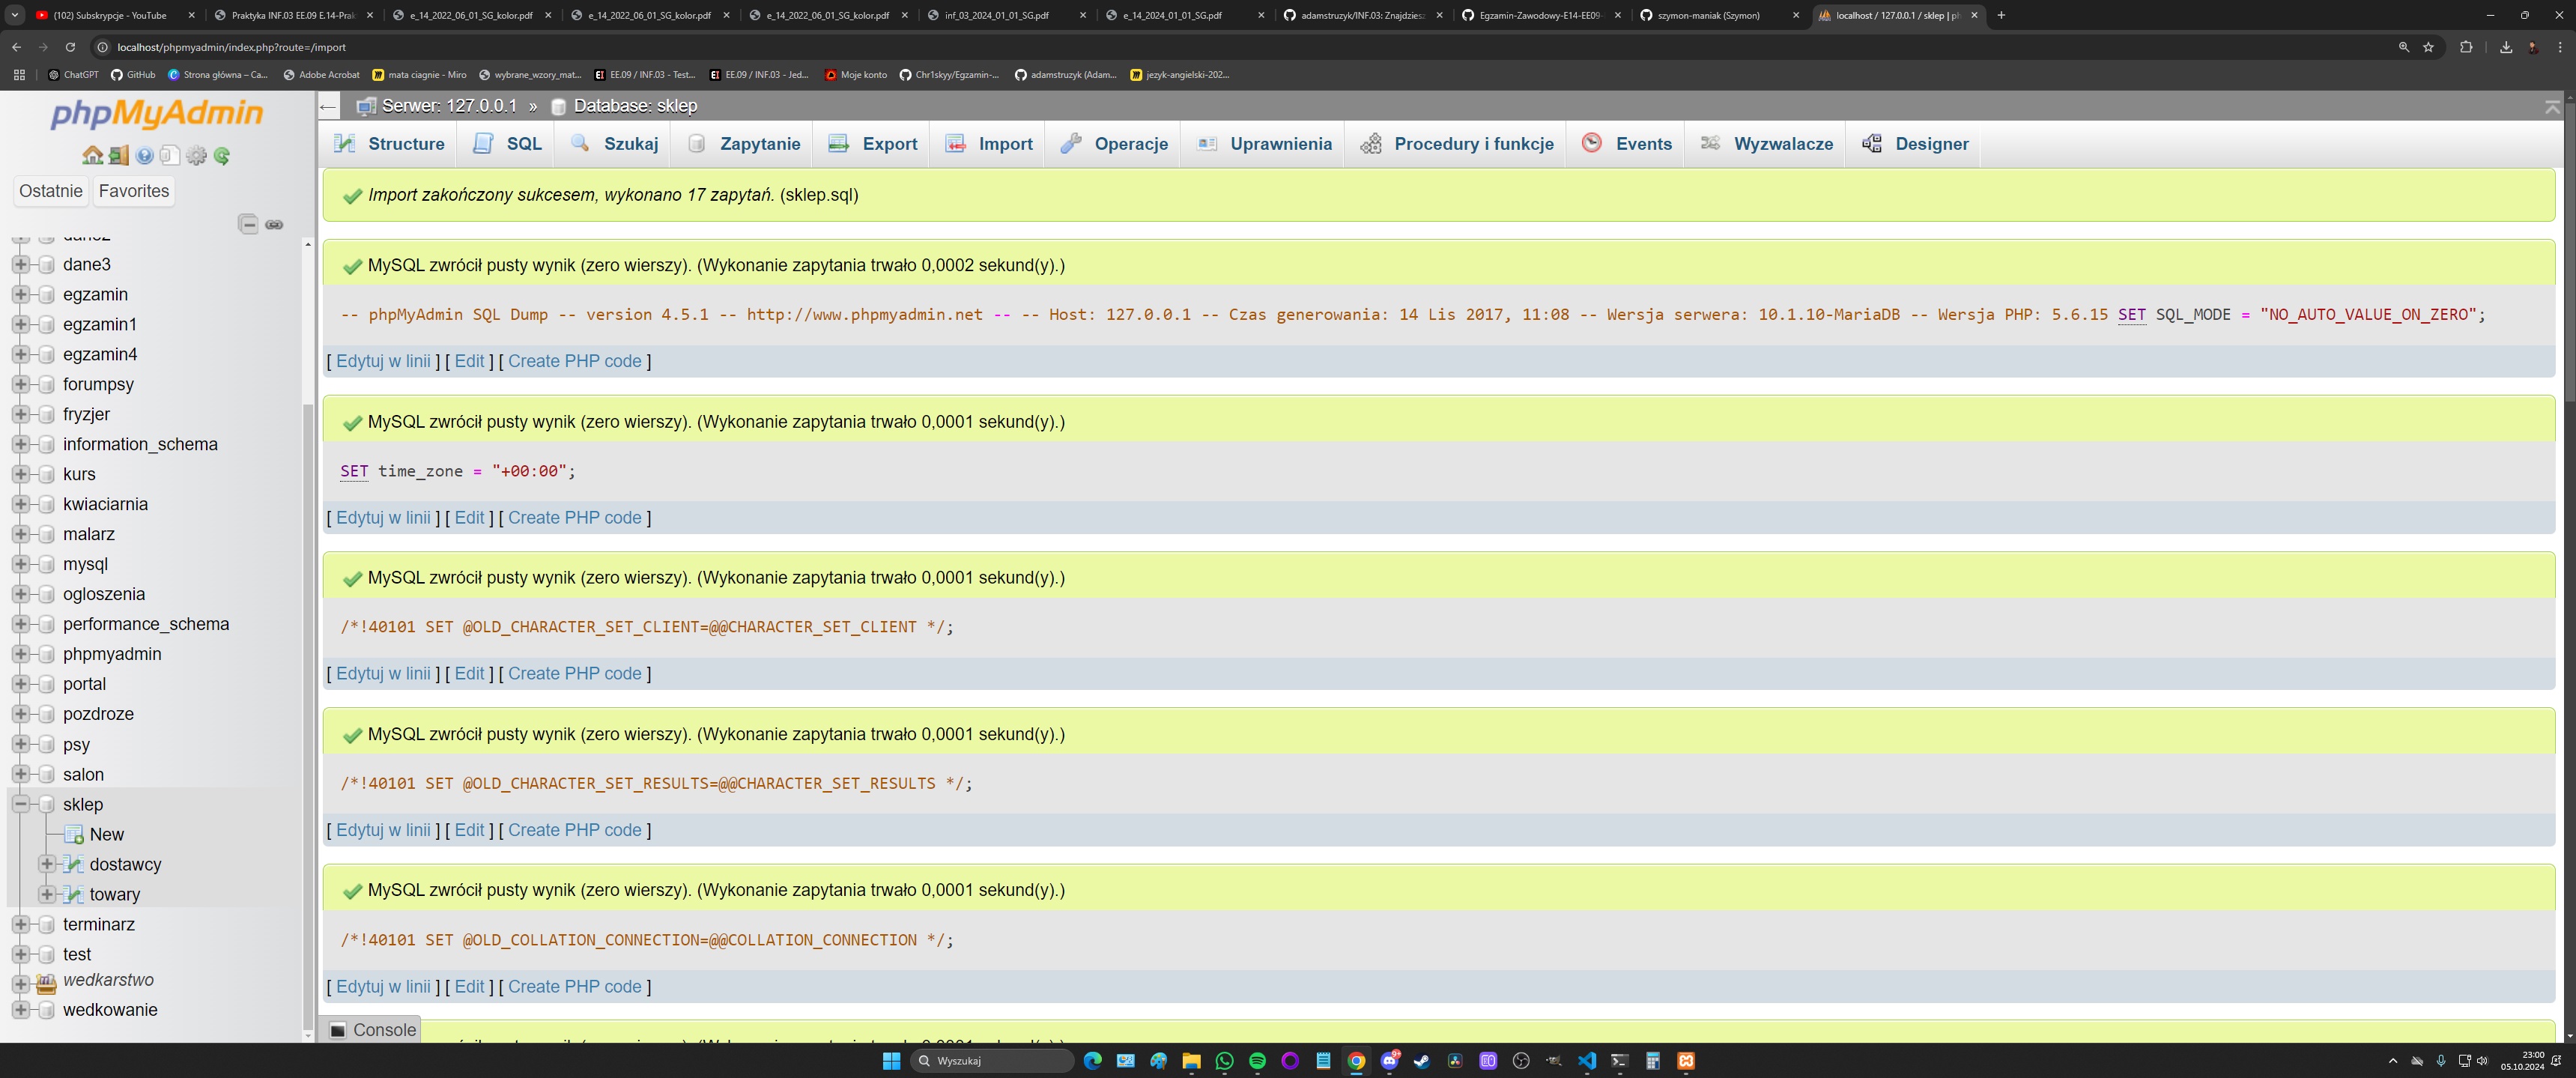 (102) Subskrypcje - YouTube
Praktyka INF.03 EE.09 E.14-Prak
e_14_2022_06_01_SG_kolor.pdf
e_14_2022_06_01_SG_kolor.pdf
e_14_2022_06_01_SG_kolor.pdf
inf_03_2024_01_01_SG.pdf
e_14_2024_01_01_SG.pdf
adamstruzyk/INF.03: Znajdziesz
Egzamin-Zawodowy-E14-EE09-
szymon-maniak (Szymon)
localhost / 127.0.0.1 / sklep | ph
localhost/phpmyadmin/index.php?route=/import
ChatGPT
GitHub
Strona główna – Ca...
Adobe Acrobat
mata ciagnie - Miro
wybrane_wzory_mat...
EE.09 / INF.03 - Test...
EE.09 / INF.03 - Jed...
Moje konto
Chr1skyy/Egzamin-...
adamstruzyk (Adam...
jezyk-angielski-202...
phpMyAdmin
Ostatnie
Favorites
dane3
egzamin
egzamin1
egzamin4
forumpsy
fryzjer
information_schema
kurs
kwiaciarnia
malarz
mysql
ogloszenia
performance_schema
phpmyadmin
portal
pozdroze
psy
salon
sklep
New
dostawcy
towary
terminarz
test
wedkarstwo
wedkowanie
Serwer: 127.0.0.1 » Database: sklep
Structure
SQL
Szukaj
Zapytanie
Export
Import
Operacje
Uprawnienia
Procedury i funkcje
Events
Wyzwalacze
Designer
Import zakończony sukcesem, wykonano 17 zapytań. (sklep.sql)
MySQL zwrócił pusty wynik (zero wierszy). (Wykonanie zapytania trwało 0,0002 sekund(y).)
-- phpMyAdmin SQL Dump -- version 4.5.1 -- http://www.phpmyadmin.net -- -- Host: 127.0.0.1 -- Czas generowania: 14 Lis 2017, 11:08 -- Wersja serwera: 10.1.10-MariaDB -- Wersja PHP: 5.6.15 SET SQL_MODE = "NO_AUTO_VALUE_ON_ZERO";
[ Edytuj w linii ] [ Edit ] [ Create PHP code ]
MySQL zwrócił pusty wynik (zero wierszy). (Wykonanie zapytania trwało 0,0001 sekund(y).)
SET time_zone = "+00:00";
[ Edytuj w linii ] [ Edit ] [ Create PHP code ]
MySQL zwrócił pusty wynik (zero wierszy). (Wykonanie zapytania trwało 0,0001 sekund(y).)
/*!40101 SET @OLD_CHARACTER_SET_CLIENT=@@CHARACTER_SET_CLIENT */;
[ Edytuj w linii ] [ Edit ] [ Create PHP code ]
MySQL zwrócił pusty wynik (zero wierszy). (Wykonanie zapytania trwało 0,0001 sekund(y).)
/*!40101 SET @OLD_CHARACTER_SET_RESULTS=@@CHARACTER_SET_RESULTS */;
[ Edytuj w linii ] [ Edit ] [ Create PHP code ]
MySQL zwrócił pusty wynik (zero wierszy). (Wykonanie zapytania trwało 0,0001 sekund(y).)
/*!40101 SET @OLD_COLLATION_CONNECTION=@@COLLATION_CONNECTION */;
[ Edytuj w linii ] [ Edit ] [ Create PHP code ]
Console
Wyszukaj
23:00
05.10.2024